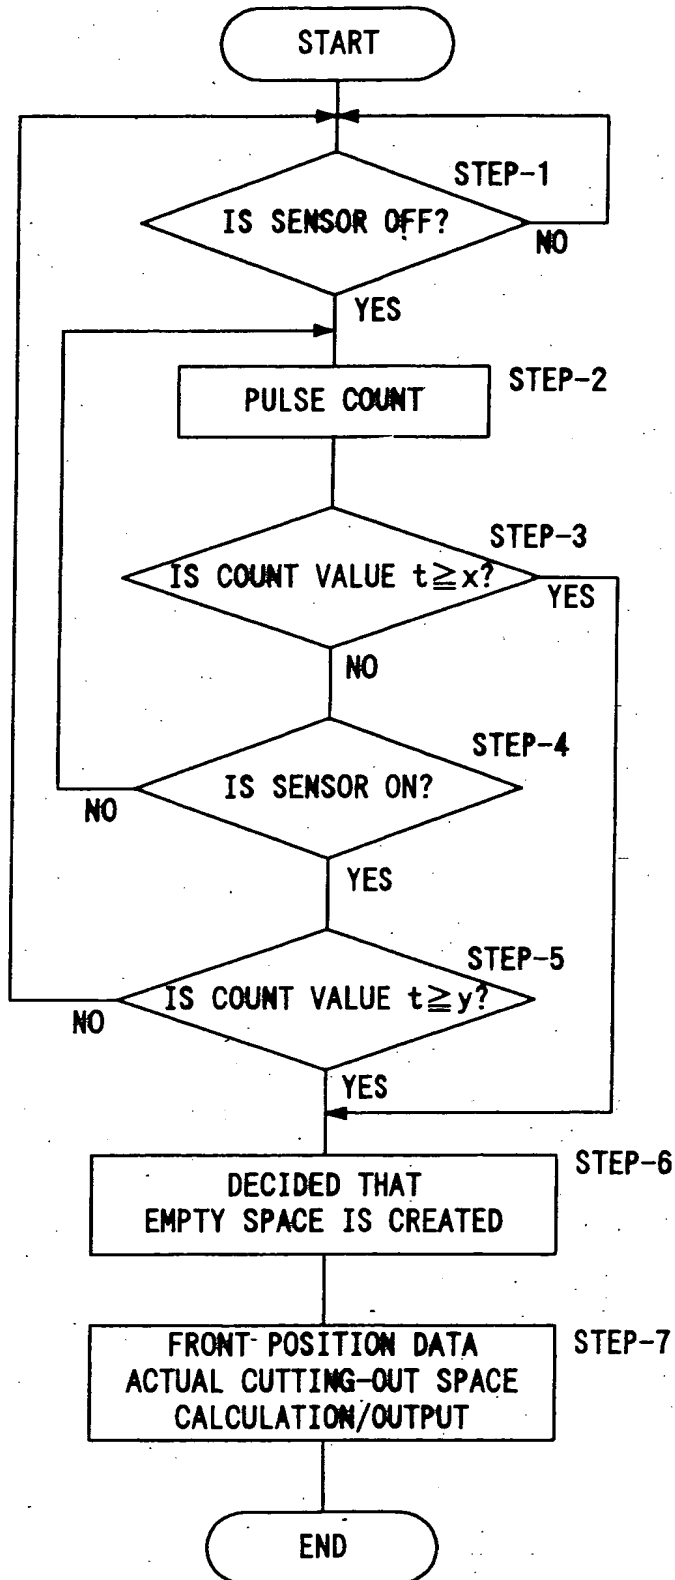 START
STEP-1
IS SENSOR OFF?
NO
YES
STEP-2
PULSE COUNT
STEP-3
IS COUNT VALUE t≧x?
YES
NO
STEP-4
IS SENSOR ON?
NO
YES
STEP-5
IS COUNT VALUE t≧y?
NO
YES
STEP-6
DECIDED THAT
EMPTY SPACE IS CREATED
STEP-7
FRONT POSITION DATA
ACTUAL CUTTING-OUT SPACE
CALCULATION/OUTPUT
END